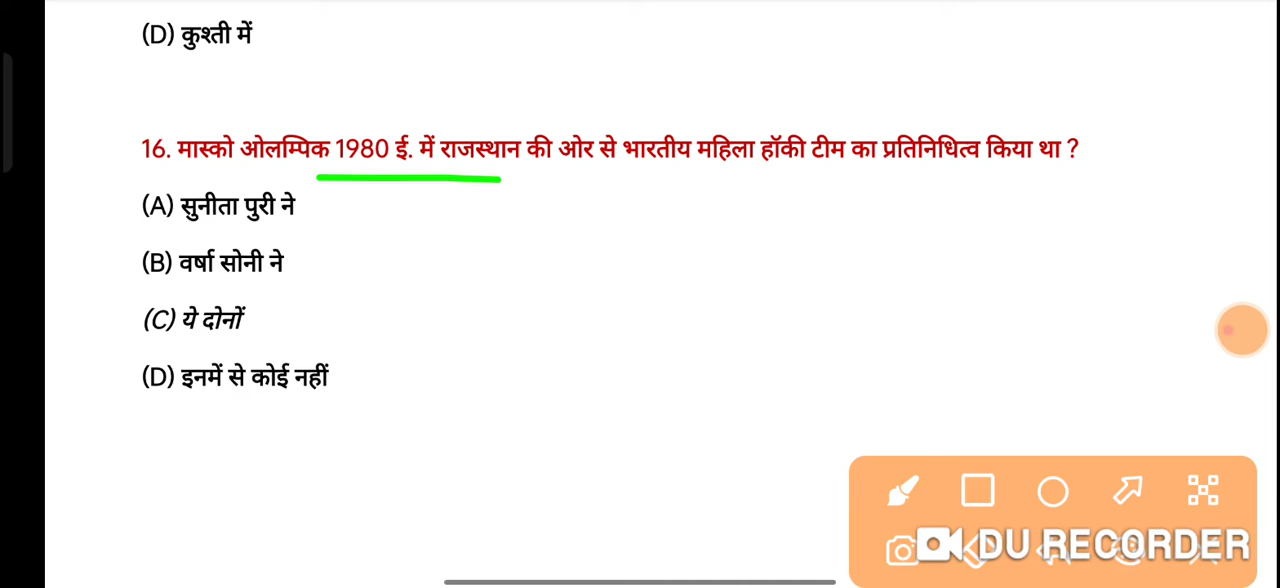 (D) कुश्ती में
16. मास्को ओलम्पिक 1980 ई. में राजस्थान की ओर से भारतीय महिला हॉकी टीम का प्रतिनिधित्व किया था ?
(A) सुनीता पुरी ने
(B) वर्षा सोनी ने
(C) ये दोनों
(D) इनमें से कोई नहीं
DU RECORDER